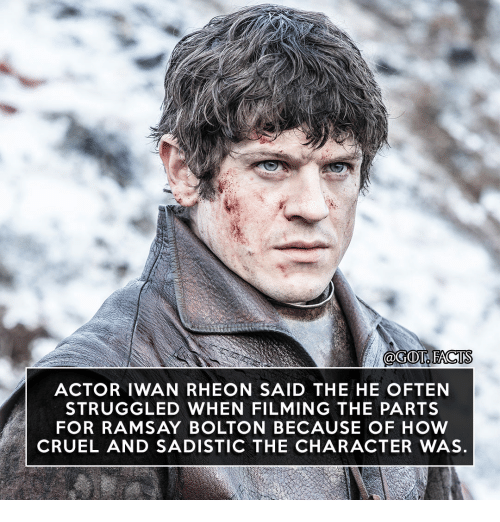 @GOT.FACTS
ACTOR IWAN RHEON SAID THE HE OFTEN
STRUGGLED WHEN FILMING THE PARTS
FOR RAMSAY BOLTON BECAUSE OF HOW
CRUEL AND SADISTIC THE CHARACTER WAS.